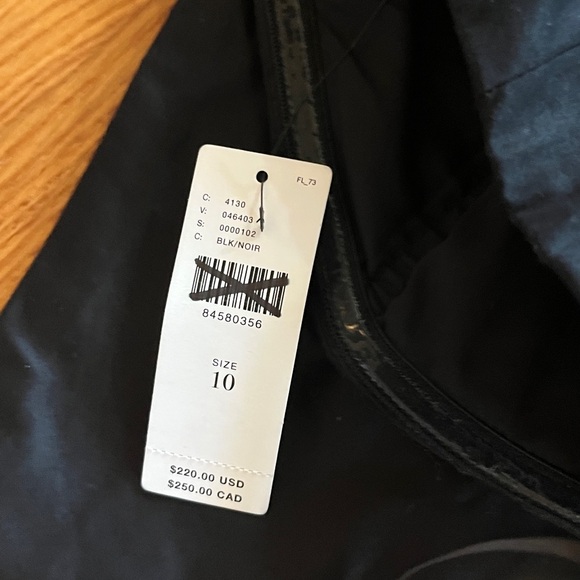 FL_73
C: 4130
V: 046403
S: 0000102
C: BLK/NOIR
84580356
SIZE
10
$220.00 USD
$250.00 CAD